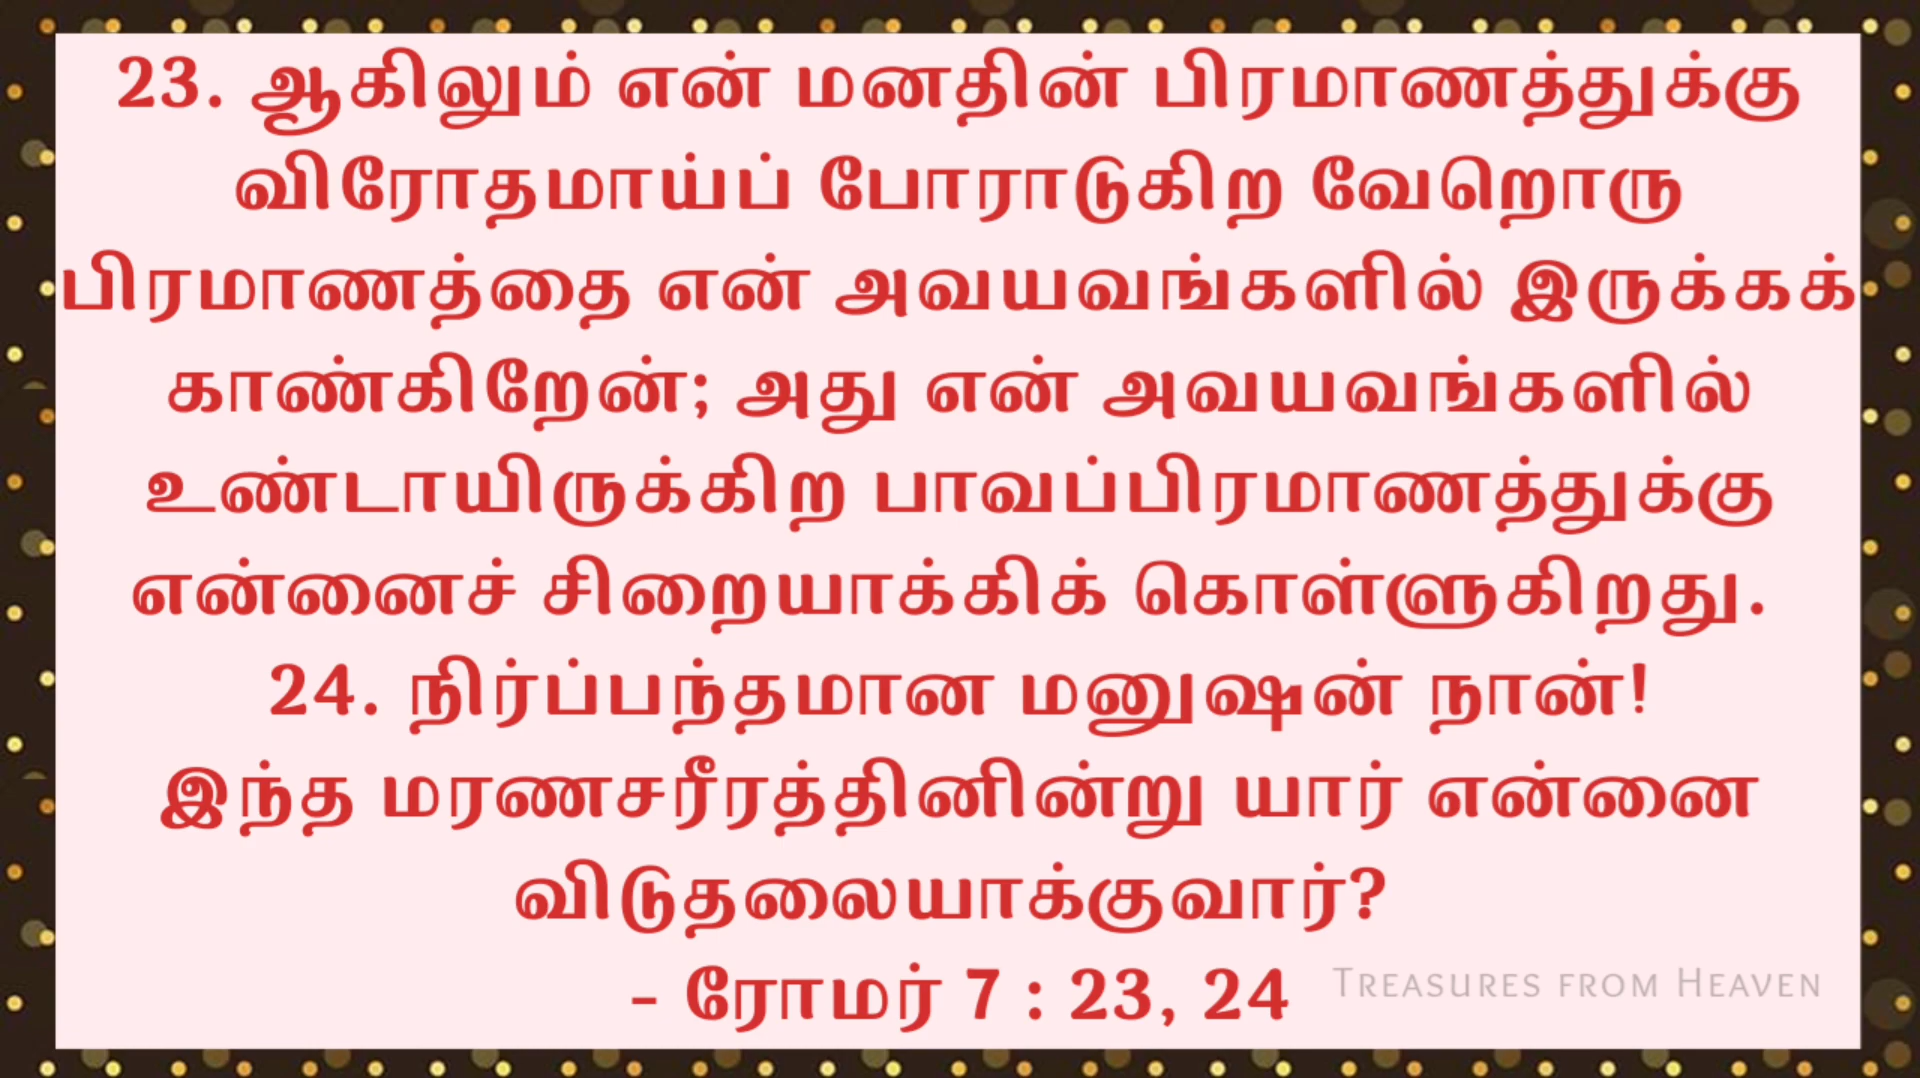 23. ஆகிலும் என் மனதின் பிரமாணத்துக்கு
விரோதமாய்ப் போராடுகிற வேறொரு
பிரமாணத்தை என் அவயவங்களில் இருக்கக்
காண்கிறேன்; அது என் அவயவங்களில்
உண்டாயிருக்கிற பாவப்பிரமாணத்துக்கு
என்னைச் சிறையாக்கிக் கொள்ளுகிறது.
24. நிர்ப்பந்தமான மனுஷன் நான்!
இந்த மரணசரீரத்தினின்று யார் என்னை
விடுதலையாக்குவார்?
- ரோமர் 7 : 23, 24
TREASURES FROM HEAVEN